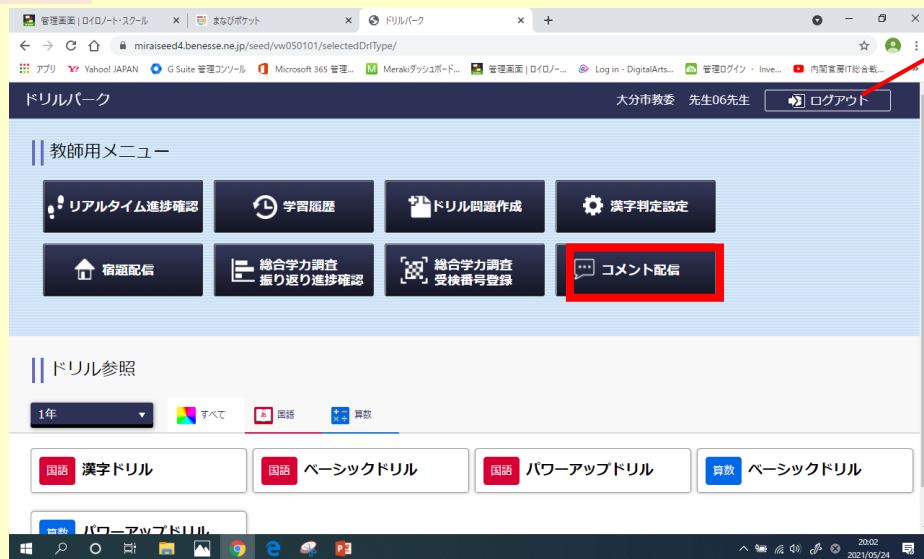 管理画面 | ロイロノート・スクール
まなびポケット
ドリルパーク
miraiseed4.benesse.ne.jp/seed/vw050101/selectedDrlType/
アプリ Yahoo! JAPAN G Suite 管理コンソール Microsoft 365 管理... Merakiダッシュボード - F... 管理画面 | ロイロノー... Log in - DigitalArts... 管理ログイン · Inve... 内閣官房IT総合戦...
ドリルパーク 大分市教委 先生06先生 ログアウト
教師用メニュー
リアルタイム進捗確認 学習履歴 ドリル問題作成 漢字判定設定
宿題配信 総合学力調査 振り返り進捗確認 総合学力調査 受検番号登録 コメント配信
ドリル参照
1年 すべて あ 国語 算数
国語 漢字ドリル 国語 ベーシックドリル 国語 パワーアップドリル 算数 ベーシックドリル
算数 パワーアップドリル
20:02
2021/05/24